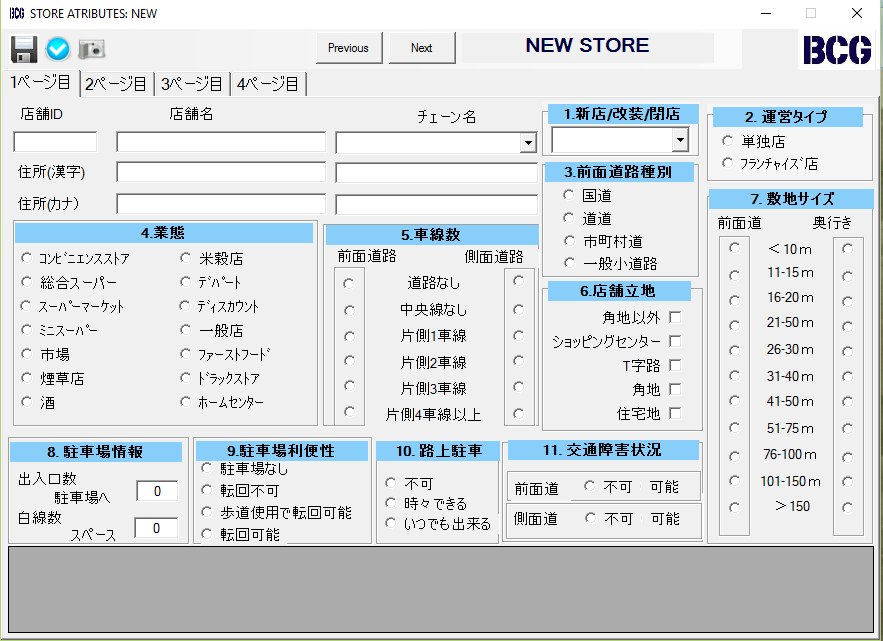 BCG STORE ATRIBUTES: NEW
Previous
Next
NEW STORE
BCG
1ページ目
2ページ目
3ページ目
4ページ目
店舗ID
店舗名
チェーン名
住所(漢字)
住所(カナ)
1.新店/改装/閉店
2. 運営タイプ
単独店
フランチャイズ店
3.前面道路種別
国道
道道
市町村道
一般小道路
4.業態
コンビニエンスストア
総合スーパー
スーパーマーケット
ミニスーパー
市場
煙草店
酒
米穀店
デパート
ディスカウント
一般店
ファーストフード
ドラックストア
ホームセンター
5.車線数
前面道路
側面道路
道路なし
中央線なし
片側1車線
片側2車線
片側3車線
片側4車線以上
6.店舗立地
角地以外
ショッピングセンター
T字路
角地
住宅地
7. 敷地サイズ
前面道
奥行き
< 10 m
11-15 m
16-20 m
21-50 m
26-30 m
31-40 m
41-50 m
51-75 m
76-100 m
101-150 m
> 150
8. 駐車場情報
出入口数
駐車場へ
0
白線数
スペース
0
9.駐車場利便性
駐車場なし
転回不可
歩道使用で転回可能
転回可能
10. 路上駐車
不可
時々できる
いつでも出来る
11. 交通障害状況
前面道
不可
可能
側面道
不可
可能